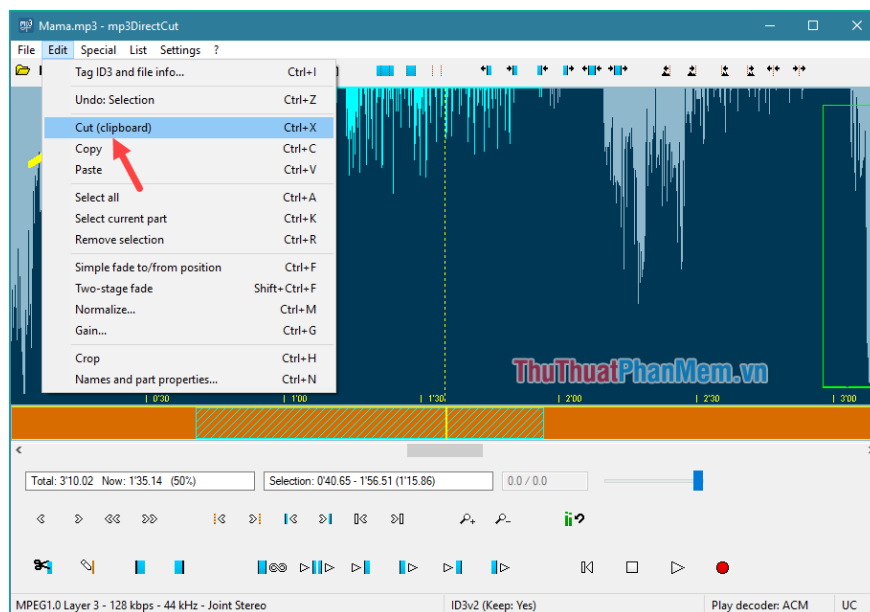 Mama.mp3 - mp3DirectCut
File Edit Special List Settings ?
Tag ID3 and file info... Ctrl+I
Undo: Selection Ctrl+Z
Cut (clipboard) Ctrl+X
Copy Ctrl+C
Paste Ctrl+V
Select all Ctrl+A
Select current part Ctrl+K
Remove selection Ctrl+R
Simple fade to/from position Ctrl+F
Two-stage fade Shift+Ctrl+F
Normalize... Ctrl+M
Gain... Ctrl+G
Crop Ctrl+H
Names and part properties... Ctrl+N
ThuThuatPhanMem.vn
0'30 1'00 1'30 2'00 2'30 3'00
Total: 3'10.02 Now: 1'35.14 (50%) Selection: 0'40.65 - 1'56.51 (1'15.86) 0.0 / 0.0
MPEG1.0 Layer 3 - 128 kbps - 44 kHz - Joint Stereo ID3v2 (Keep: Yes) Play decoder: ACM UC